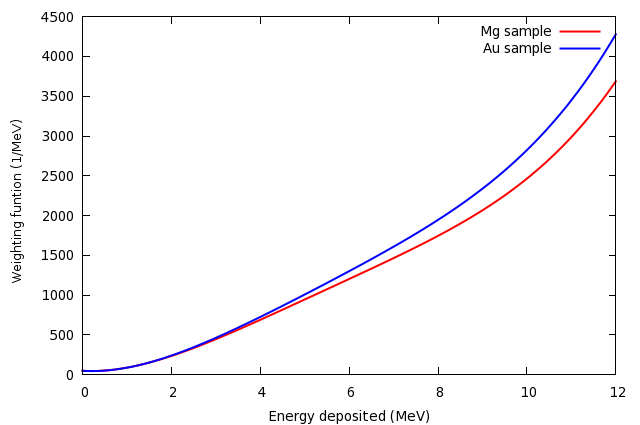 4500
4000
3500
3000
2500
2000
1500
1000
500
0
Weighting funtion (1/MeV)
Mg sample
Au sample
0 2 4 6 8 10 12
Energy deposited (MeV)